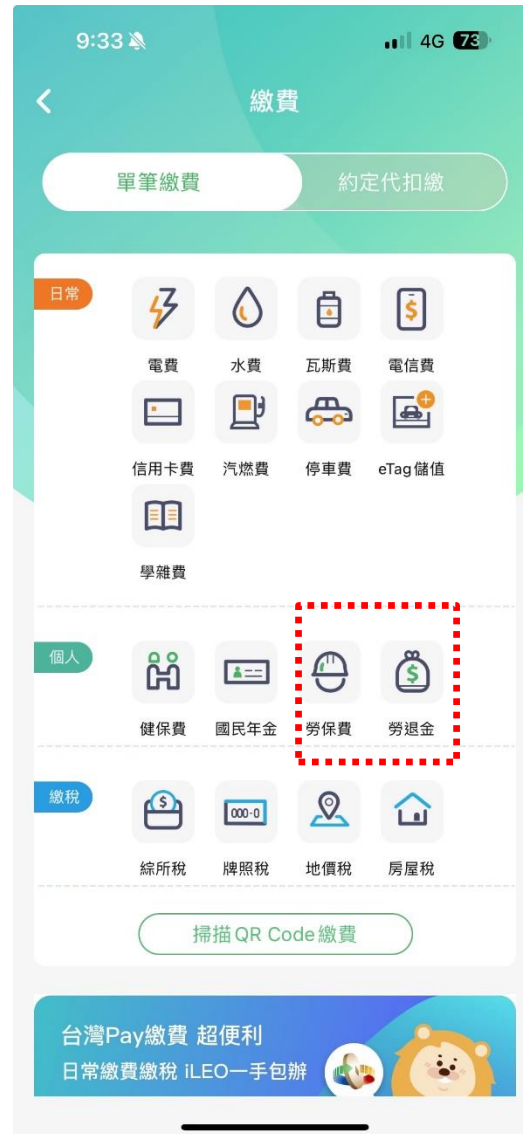 9:33 4G 73
繳費
單筆繳費 約定代扣繳
日常
電費 水費 瓦斯費 電信費
信用卡費 汽燃費 停車費 eTag儲值
學雜費
個人
健保費 國民年金 勞保費 勞退金
繳稅
000-0
綜所稅 牌照稅 地價稅 房屋稅
掃描QR Code繳費
台灣Pay繳費 超便利
日常繳費繳稅 iLEO一手包辦